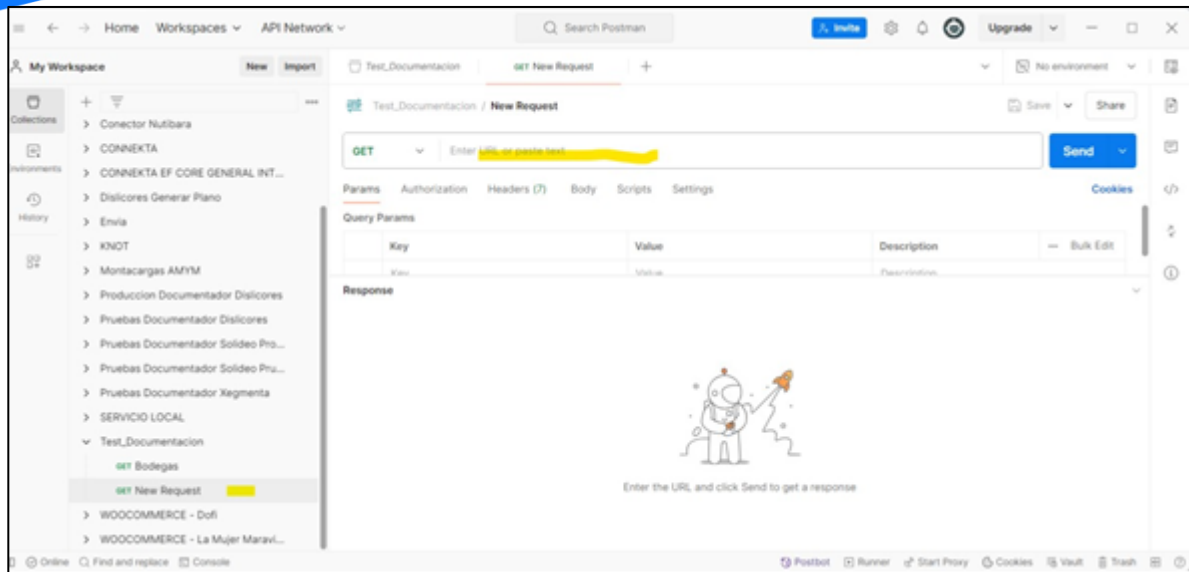 Home Workspaces API Network Search Postman Invite Upgrade
My Workspace New Import Test_Documentacion GET New Request No environment
Collections
Environments
History
Conector Nutibara
CONNEKTA
CONNEKTA EF CORE GENERAL INT...
Dislicores Generar Plano
Envia
KNOT
Montacargas AMYM
Produccion Documentador Dislicores
Pruebas Documentador Dislicores
Pruebas Documentador Solideo Pro...
Pruebas Documentador Solideo Pru...
Pruebas Documentador Xegmenta
SERVICIO LOCAL
Test_Documentacion
GET Bodegas
GET New Request
WOOCOMMERCE - Dofi
WOOCOMMERCE - La Mujer Maravi...
Test_Documentacion / New Request Save Share
GET Enter URL or paste text Send
Params Authorization Headers (7) Body Scripts Settings Cookies
Query Params
Key Value Description Bulk Edit
Key Value Description
Response
Enter the URL and click Send to get a response
Online Find and replace Console Postbot Runner Start Proxy Cookies Vault Trash